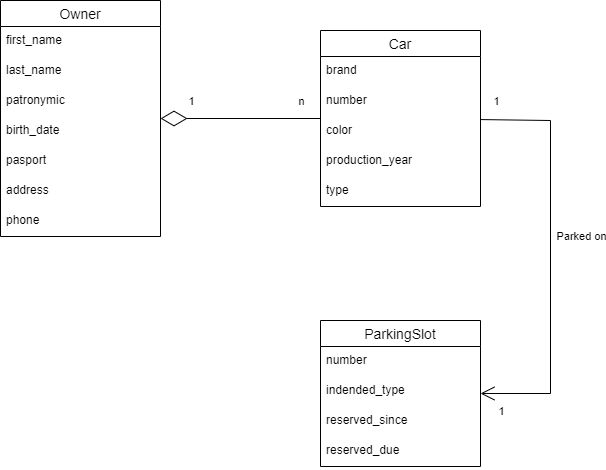 Owner
first_name
last_name
patronymic
birth_date
pasport
address
phone
1
n
Car
brand
number
color
production_year
type
1
Parked on
ParkingSlot
number
indended_type
reserved_since
reserved_due
1